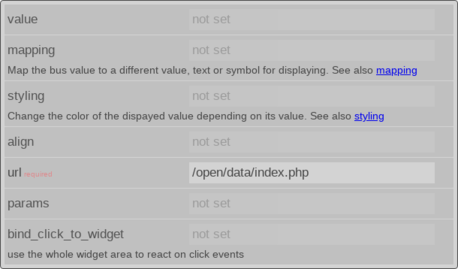 value not set
mapping not set
Map the bus value to a different value, text or symbol for displaying. See also mapping
styling not set
Change the color of the dispayed value depending on its value. See also styling
align not set
url required /open/data/index.php
params not set
bind_click_to_widget not set
use the whole widget area to react on click events